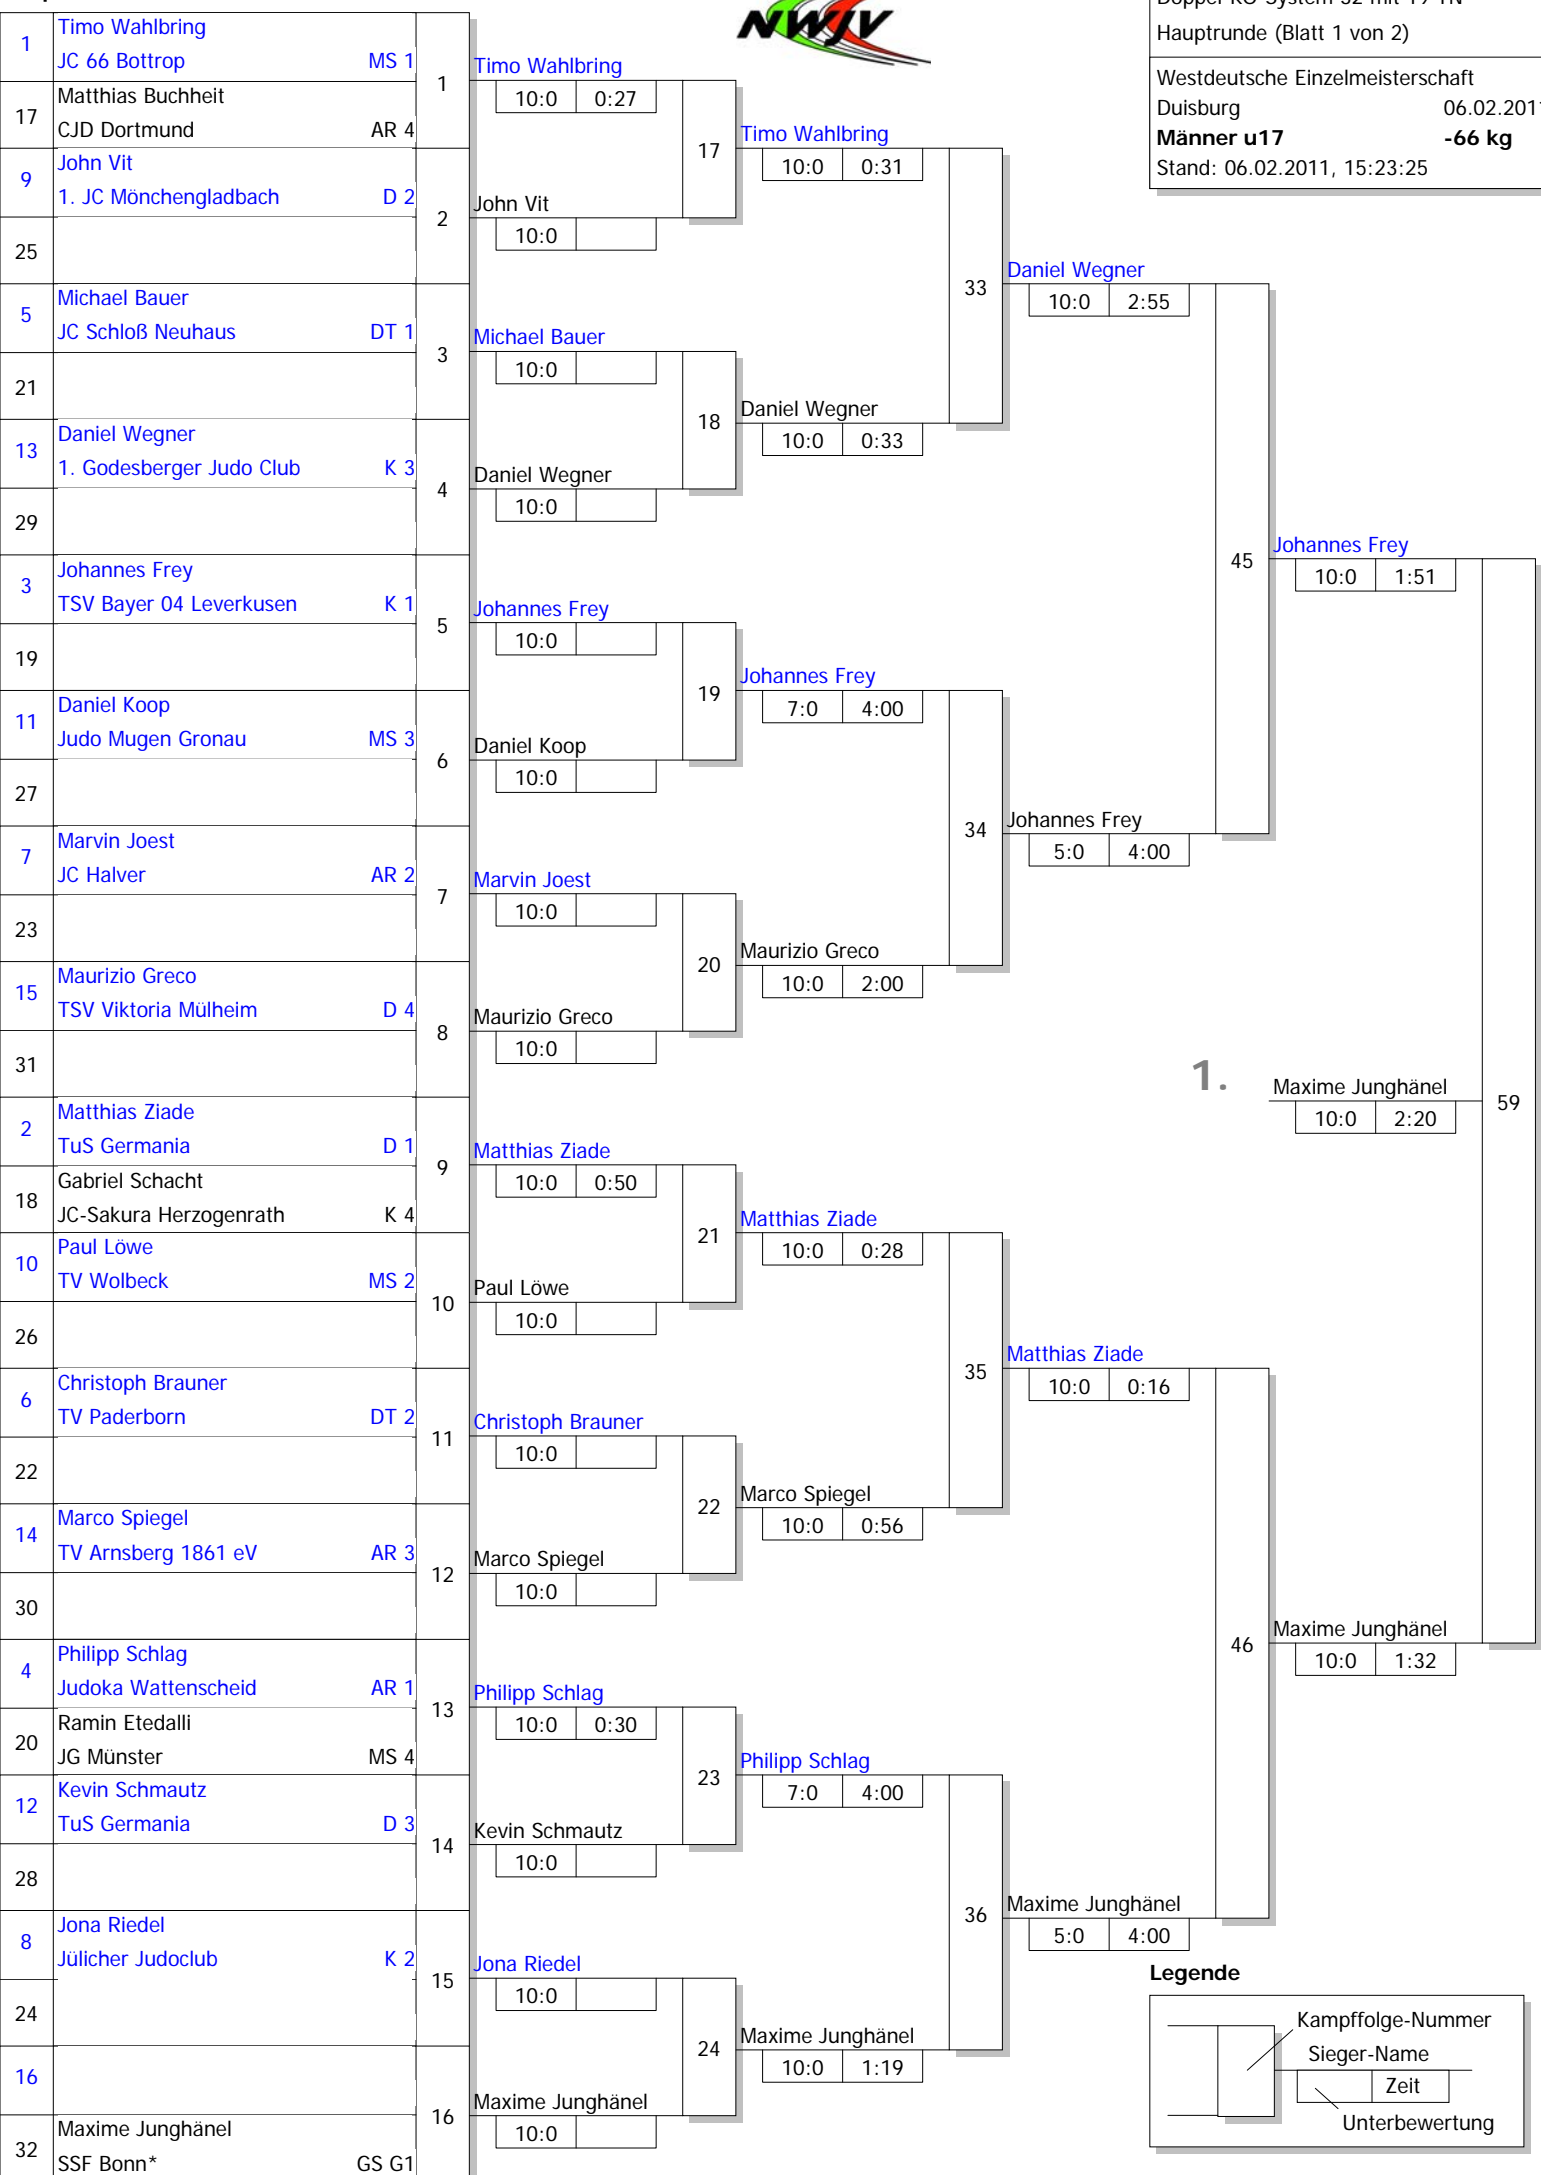 NWJV
Hauptrunde (Blatt 1 von 2)
Westdeutsche Einzelmeisterschaft
Duisburg 06.02.2011
Männer u17 -66 kg
Stand: 06.02.2011, 15:23:25
1 Timo Wahlbring
JC 66 Bottrop MS 1
17 Matthias Buchheit
CJD Dortmund AR 4
9 John Vit
1. JC Mönchengladbach D 2
25
5 Michael Bauer
JC Schloß Neuhaus DT 1
21
13 Daniel Wegner
1. Godesberger Judo Club K 3
29
3 Johannes Frey
TSV Bayer 04 Leverkusen K 1
19
11 Daniel Koop
Judo Mugen Gronau MS 3
27
7 Marvin Joest
JC Halver AR 2
23
15 Maurizio Greco
TSV Viktoria Mülheim D 4
31
2 Matthias Ziade
TuS Germania D 1
18 Gabriel Schacht
JC-Sakura Herzogenrath K 4
10 Paul Löwe
TV Wolbeck MS 2
26
6 Christoph Brauner
TV Paderborn DT 2
22
14 Marco Spiegel
TV Arnsberg 1861 eV AR 3
30
4 Philipp Schlag
Judoka Wattenscheid AR 1
20 Ramin Etedalli
JG Münster MS 4
12 Kevin Schmautz
TuS Germania D 3
28
8 Jona Riedel
Jülicher Judoclub K 2
24
16
32 Maxime Junghänel
SSF Bonn* GS G1
1 Timo Wahlbring
10:0 0:27
2 John Vit
10:0
3 Michael Bauer
10:0
4 Daniel Wegner
10:0
5 Johannes Frey
10:0
6 Daniel Koop
10:0
7 Marvin Joest
10:0
8 Maurizio Greco
10:0
9 Matthias Ziade
10:0 0:50
10 Paul Löwe
10:0
11 Christoph Brauner
10:0
12 Marco Spiegel
10:0
13 Philipp Schlag
10:0 0:30
14 Kevin Schmautz
10:0
15 Jona Riedel
10:0
16 Maxime Junghänel
10:0
17 Timo Wahlbring
10:0 0:31
18 Daniel Wegner
10:0 0:33
19 Johannes Frey
7:0 4:00
20 Maurizio Greco
10:0 2:00
21 Matthias Ziade
10:0 0:28
22 Marco Spiegel
10:0 0:56
23 Philipp Schlag
7:0 4:00
24 Maxime Junghänel
10:0 1:19
33 Daniel Wegner
10:0 2:55
34 Johannes Frey
5:0 4:00
35 Matthias Ziade
10:0 0:16
36 Maxime Junghänel
5:0 4:00
45 Johannes Frey
10:0 1:51
46 Maxime Junghänel
10:0 1:32
1. Maxime Junghänel 59
10:0 2:20
Legende
Kampffolge-Nummer
Sieger-Name
Zeit
Unterbewertung